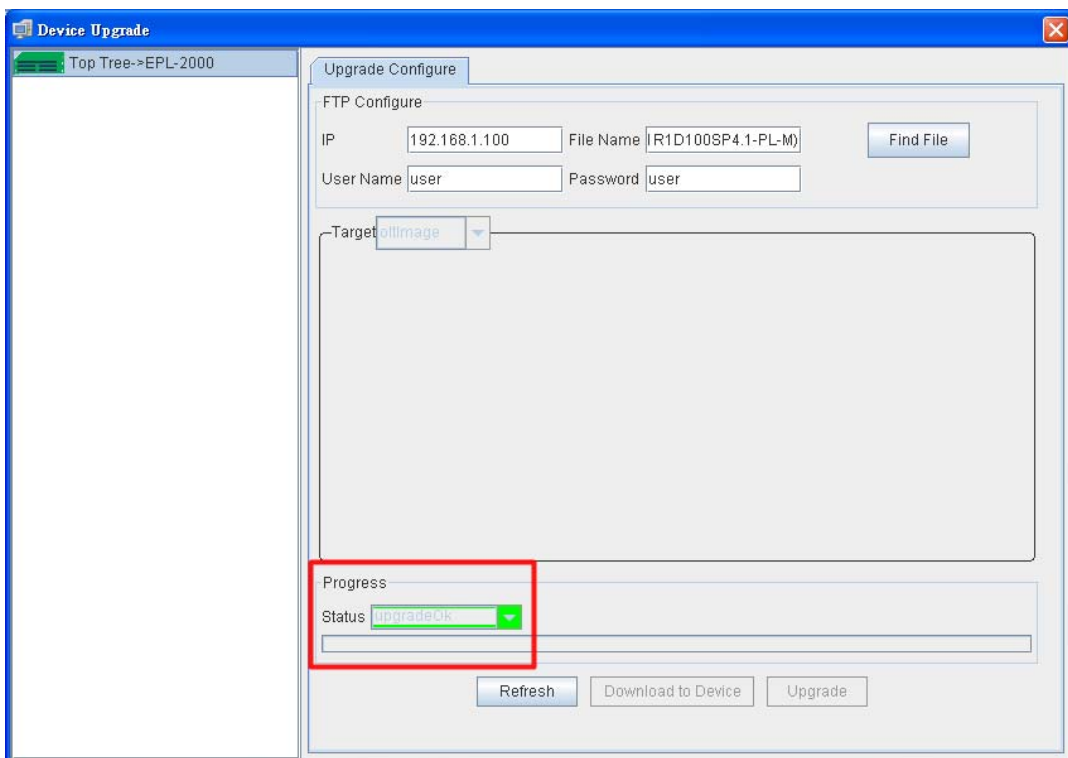 Device Upgrade
Top Tree->EPL-2000
Upgrade Configure
FTP Configure
IP 192.168.1.100 File Name R1D100SP4.1-PL-M) Find File
User Name user Password user
Target oltImage
Progress
Status upgradeOk
Refresh Download to Device Upgrade